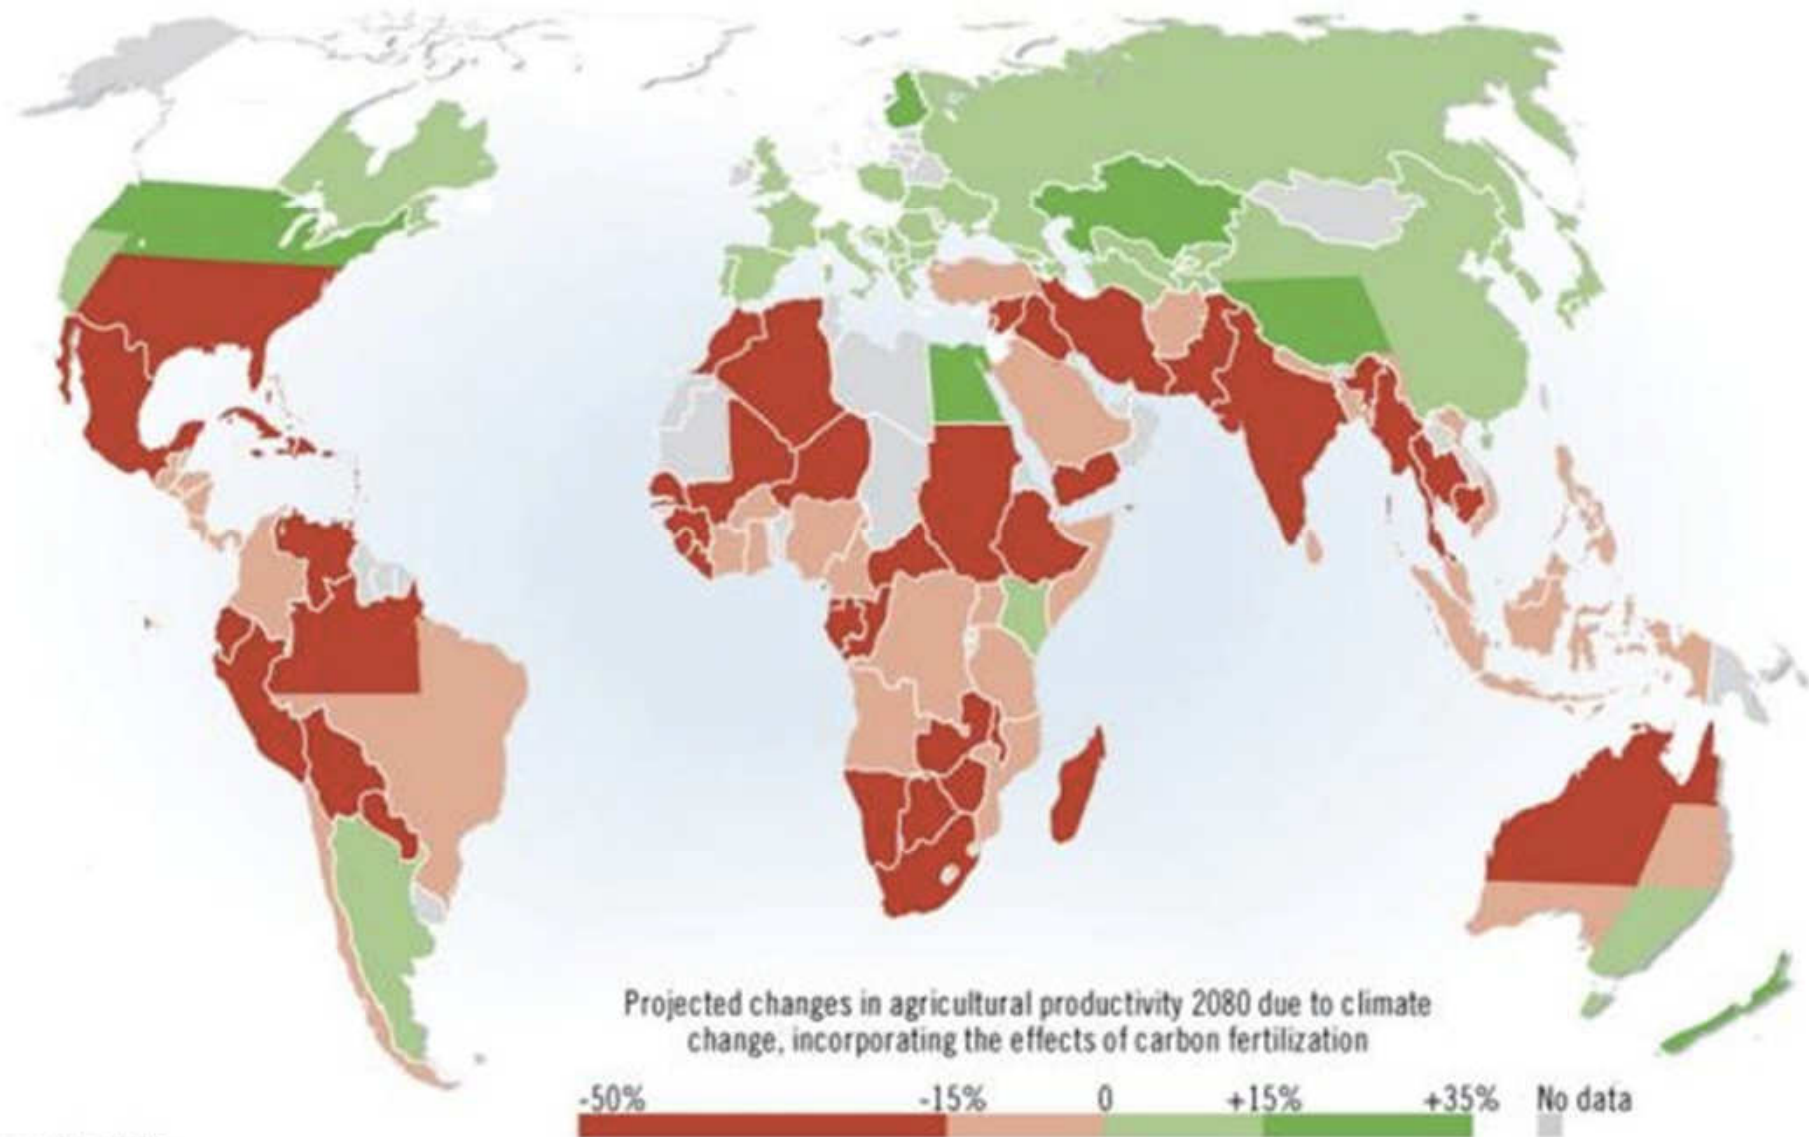 Projected changes in agricultural productivity 2080 due to climate
change, incorporating the effects of carbon fertilization
-50% -15% 0 +15% +35% No data